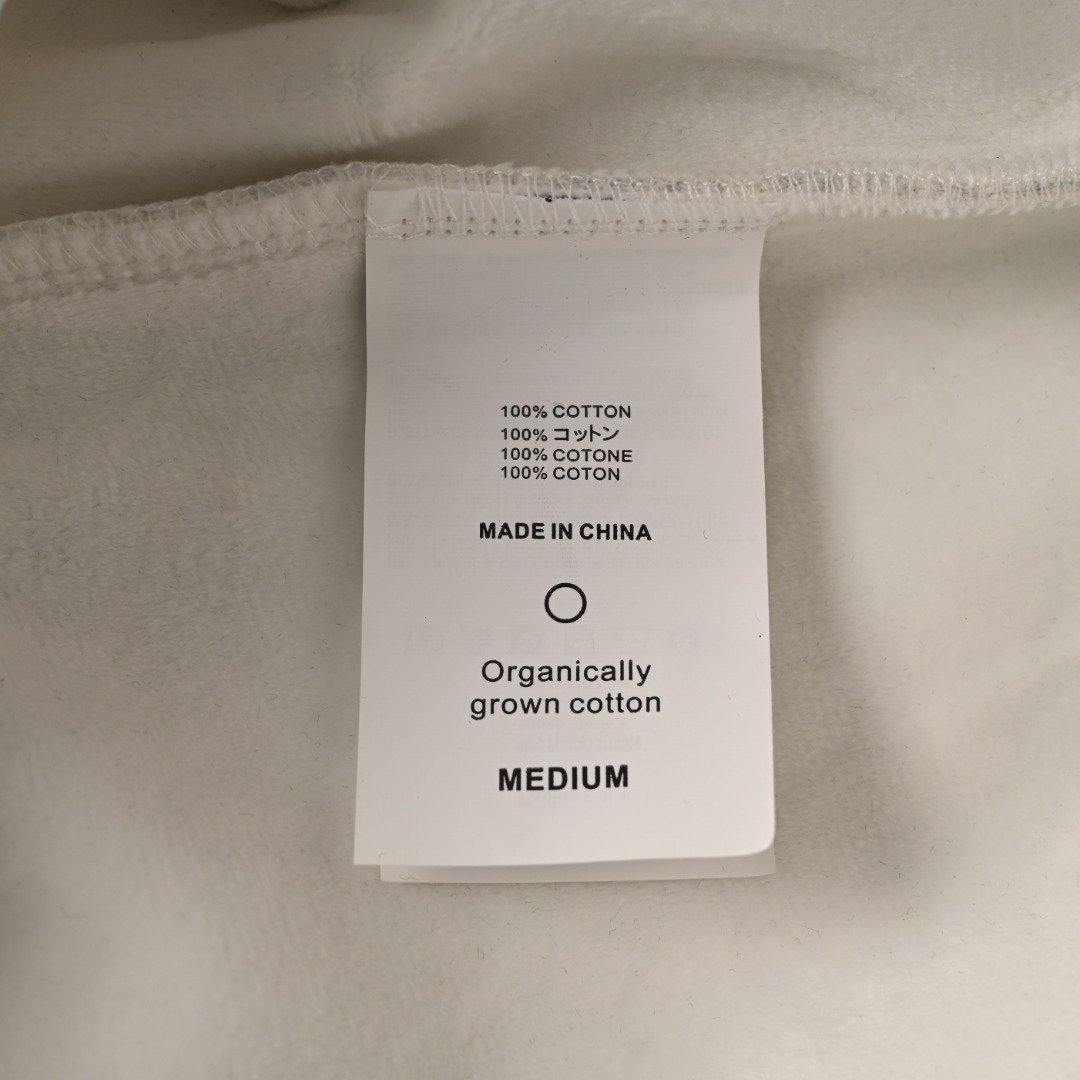 100% COTTON
100% コットン
100% COTONE
100% COTON
MADE IN CHINA
Organically
grown cotton
MEDIUM